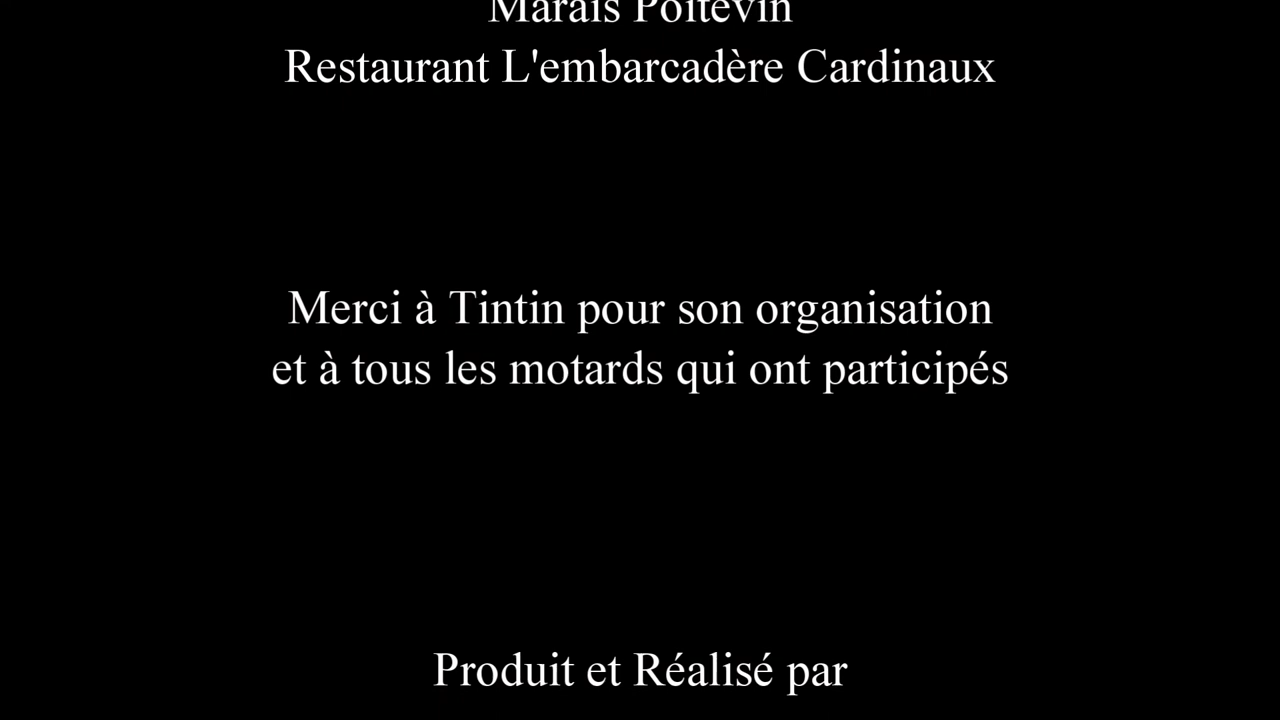 Marais Poitevin
Restaurant L'embarcadère Cardinaux
Merci à Tintin pour son organisation
et à tous les motards qui ont participés
Produit et Réalisé par